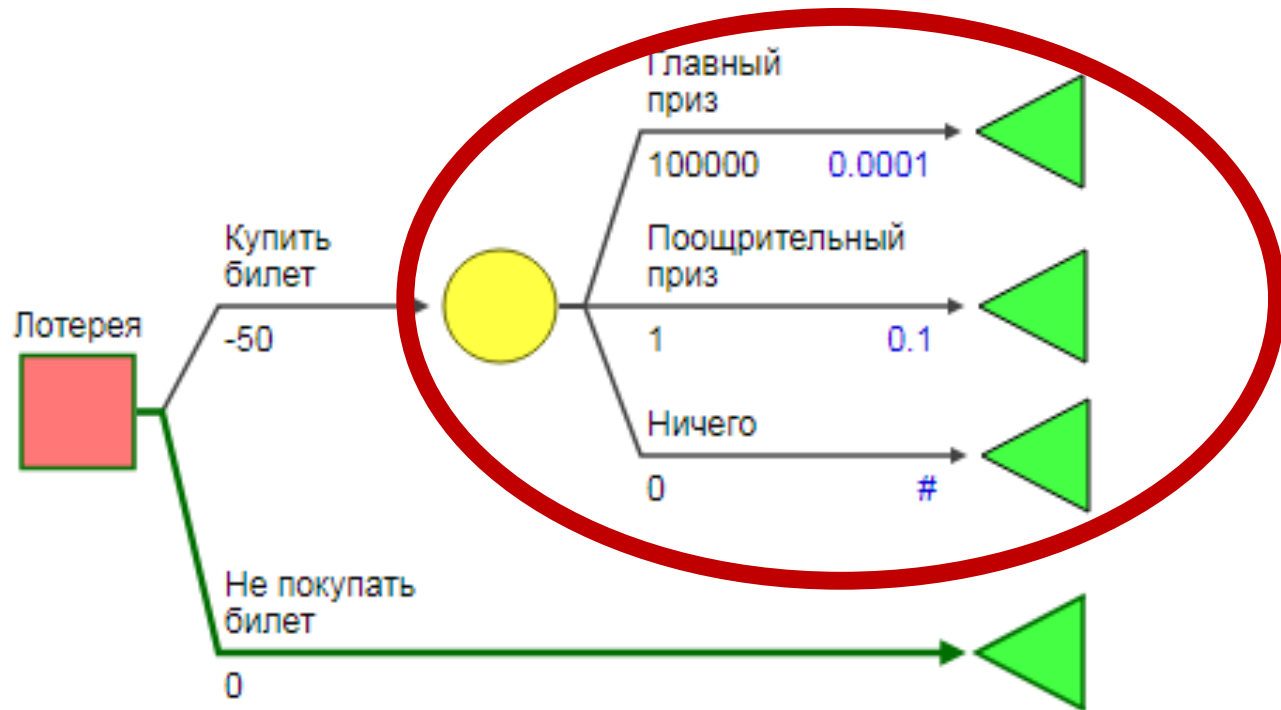 Главный
приз
100000 0.0001
Купить
билет
-50
Поощрительный
приз
1 0.1
Лотерея
Ничего
0 #
Не покупать
билет
0